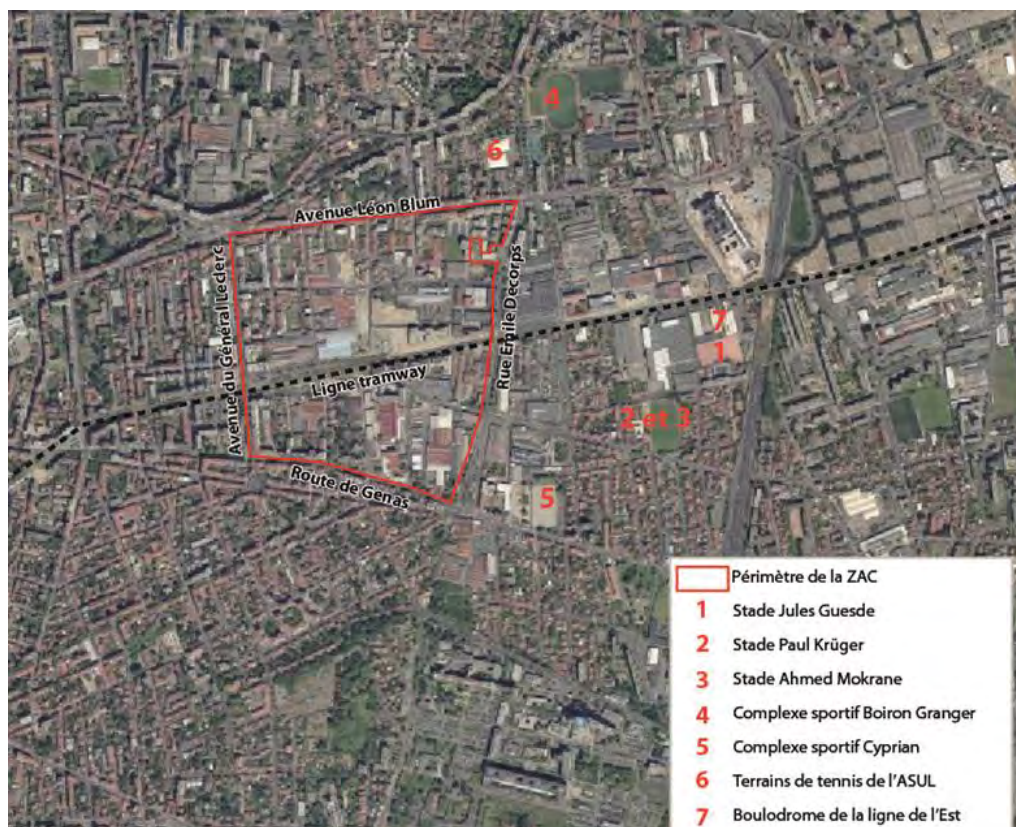 4
6
Avenue Léon Blum
Avenue du Général Leclerc
Rue Emile Decorps
7
1
Ligne tramway
2 et 3
Route de Genas
5
Périmètre de la ZAC
1 Stade Jules Guesde
2 Stade Paul Krüger
3 Stade Ahmed Mokrane
4 Complexe sportif Boiron Granger
5 Complexe sportif Cyprian
6 Terrains de tennis de l'ASUL
7 Boulodrome de la ligne de l'Est